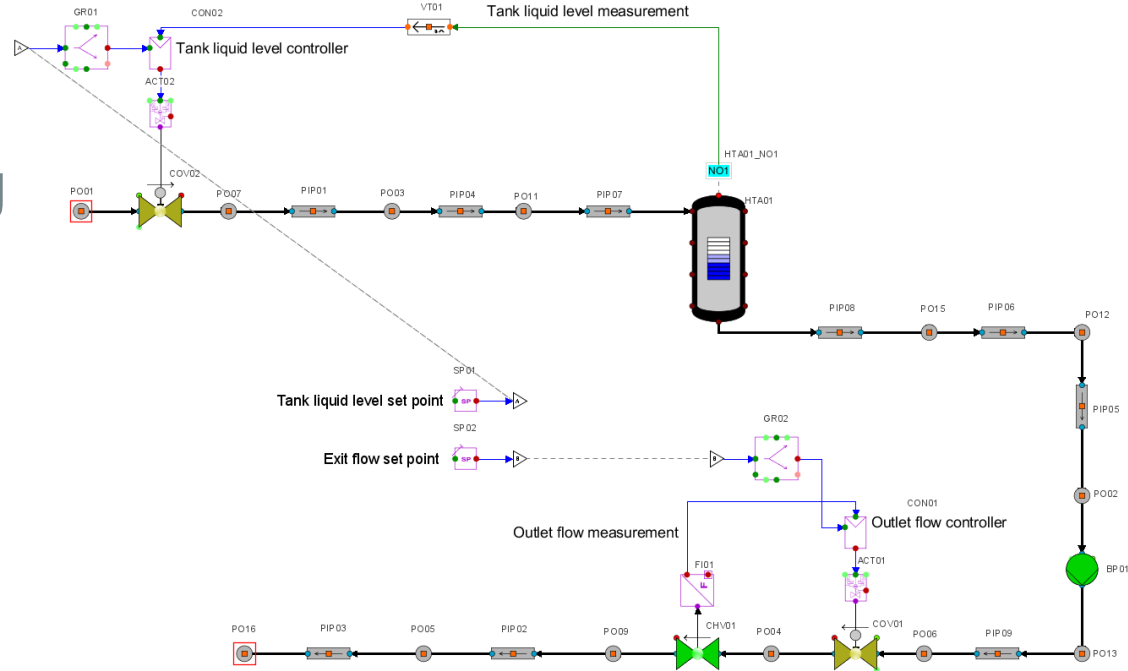 GR01
CON02
VT01
Tank liquid level measurement
A
Tank liquid level controller
ACT02
HTA01_NO1
NO1
COV02
PO01
PO07
PIP01
PO03
PIP04
PO11
PIP07
HTA01
PIP08
PO15
PIP06
PO12
SP01
Tank liquid level set point
SP
A
PIP05
GR02
SP02
Exit flow set point
SP
B
B
PO02
CON01
Outlet flow controller
Outlet flow measurement
FI01
F
ACT01
BP01
PO16
PIP03
PO05
PIP02
PO09
CHV01
PO04
COV01
PO06
PIP09
PO13